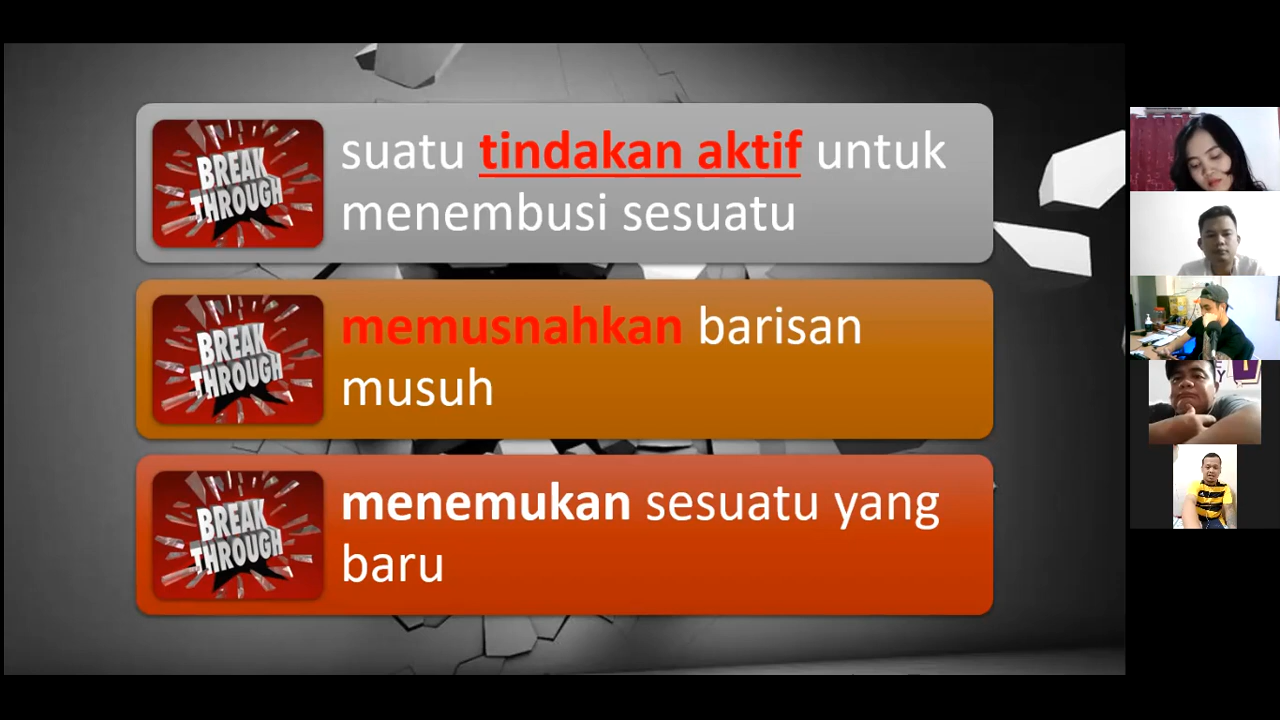 BREAK
THROUGH
suatu tindakan aktif untuk
menembusi sesuatu
BREAK
THROUGH
memusnahkan barisan
musuh
BREAK
THROUGH
menemukan sesuatu yang
baru